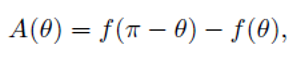 A(θ) = f(π − θ) − f(θ),